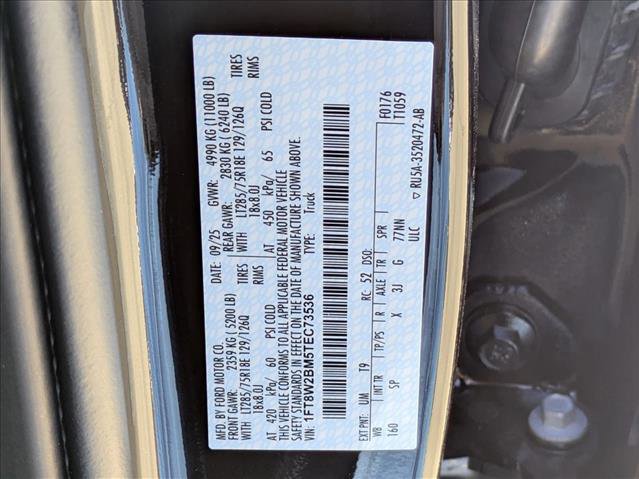 MFD. BY FORD MOTOR CO.
DATE: 09/25 GVWR: 4990 KG (11000 LB)
FRONT GAWR: 2359 KG (5200 LB) REAR GAWR: 2830 KG (6240 LB)
WITH LT285/75R18E 129/126Q TIRES WITH LT285/75R18E 129/126Q TIRES
18x8.0J RIMS 18x8.0J RIMS
AT 420 kPa/ 60 PSI COLD AT 450 kPa/ 65 PSI COLD
THIS VEHICLE CONFORMS TO ALL APPLICABLE FEDERAL MOTOR VEHICLE
SAFETY STANDARDS IN EFFECT ON THE DATE OF MANUFACTURE SHOWN ABOVE.
VIN: 1FT8W2BM5TEC73536 TYPE: Truck
F0176
T1059
EXT PNT: UM T9 RC: 52 DSO:
WB INT TR TP/PS R AXLE TR SPR
160 SP X 3J G 77NN
ULC
▽ RU5A-3520472-AB